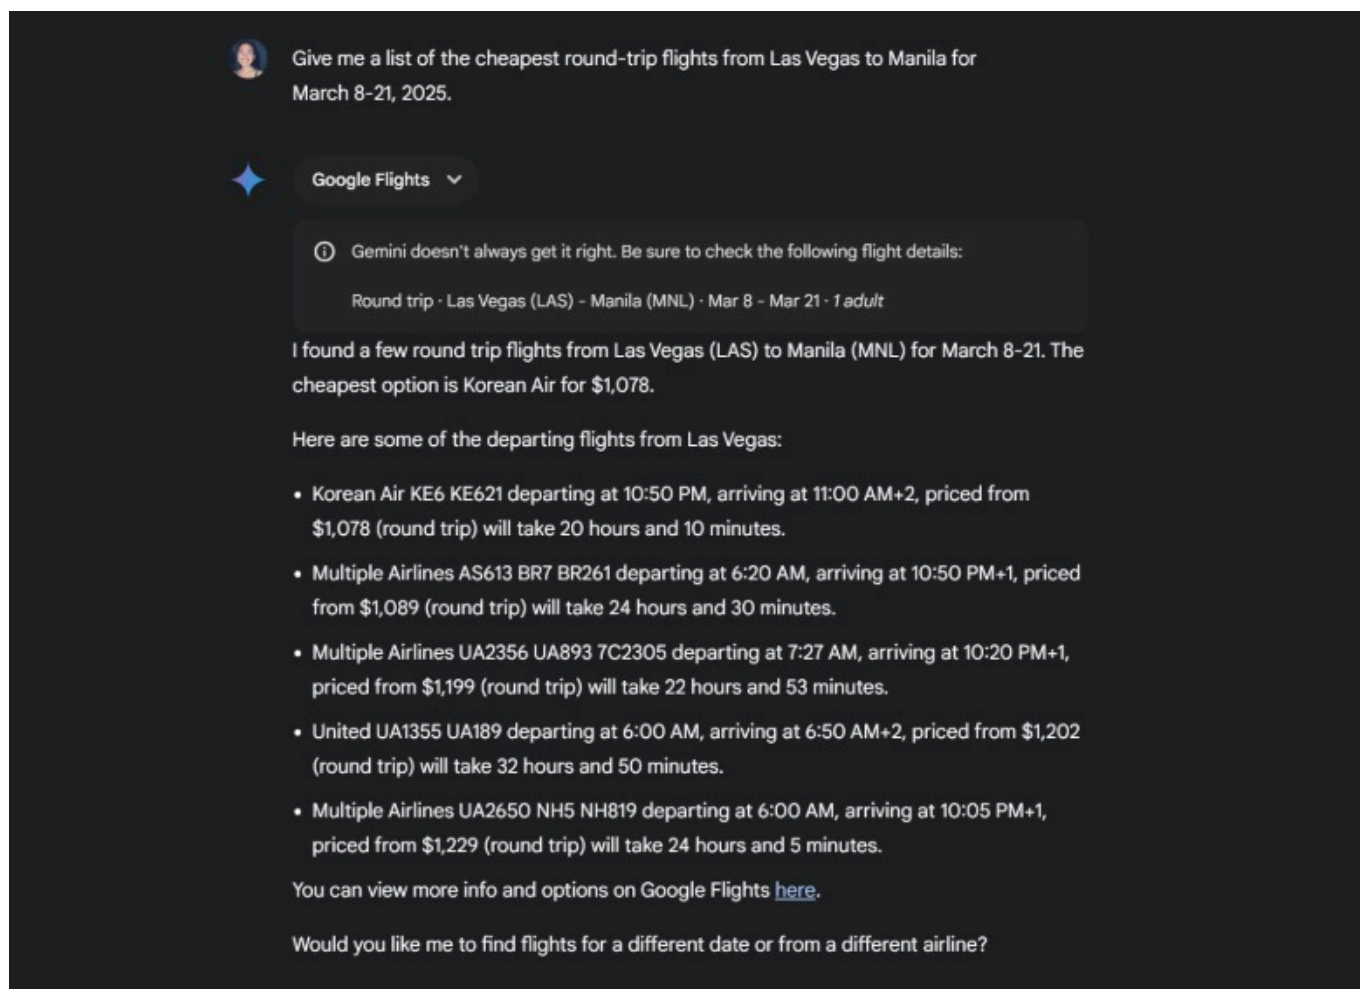 Give me a list of the cheapest round-trip flights from Las Vegas to Manila for
March 8-21, 2025.
Google Flights
Gemini doesn't always get it right. Be sure to check the following flight details:
Round trip · Las Vegas (LAS) - Manila (MNL) · Mar 8 - Mar 21 · 1 adult
I found a few round trip flights from Las Vegas (LAS) to Manila (MNL) for March 8-21. The
cheapest option is Korean Air for $1,078.
Here are some of the departing flights from Las Vegas:
• Korean Air KE6 KE621 departing at 10:50 PM, arriving at 11:00 AM+2, priced from
$1,078 (round trip) will take 20 hours and 10 minutes.
• Multiple Airlines AS613 BR7 BR261 departing at 6:20 AM, arriving at 10:50 PM+1, priced
from $1,089 (round trip) will take 24 hours and 30 minutes.
• Multiple Airlines UA2356 UA893 7C2305 departing at 7:27 AM, arriving at 10:20 PM+1,
priced from $1,199 (round trip) will take 22 hours and 53 minutes.
• United UA1355 UA189 departing at 6:00 AM, arriving at 6:50 AM+2, priced from $1,202
(round trip) will take 32 hours and 50 minutes.
• Multiple Airlines UA2650 NH5 NH819 departing at 6:00 AM, arriving at 10:05 PM+1,
priced from $1,229 (round trip) will take 24 hours and 5 minutes.
You can view more info and options on Google Flights here.
Would you like me to find flights for a different date or from a different airline?